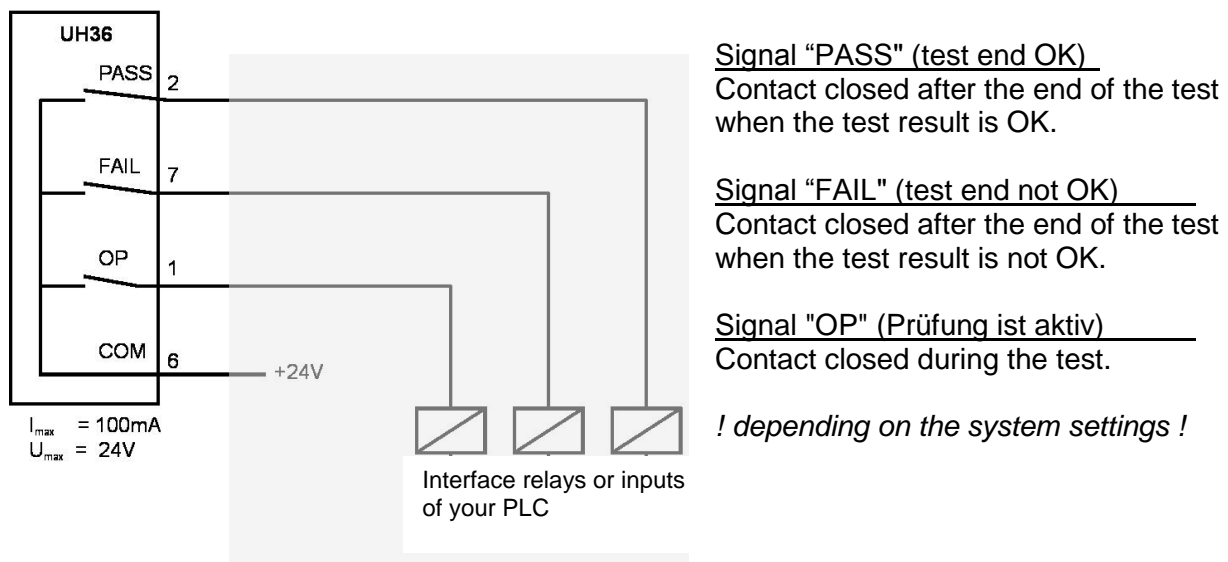 UH36
PASS 2
FAIL 7
OP 1
COM 6
+24V
Imax = 100mA
Umax = 24V
Interface relays or inputs
of your PLC
Signal “PASS" (test end OK)
Contact closed after the end of the test
when the test result is OK.
Signal “FAIL" (test end not OK)
Contact closed after the end of the test
when the test result is not OK.
Signal "OP" (Prüfung ist aktiv)
Contact closed during the test.
! depending on the system settings !